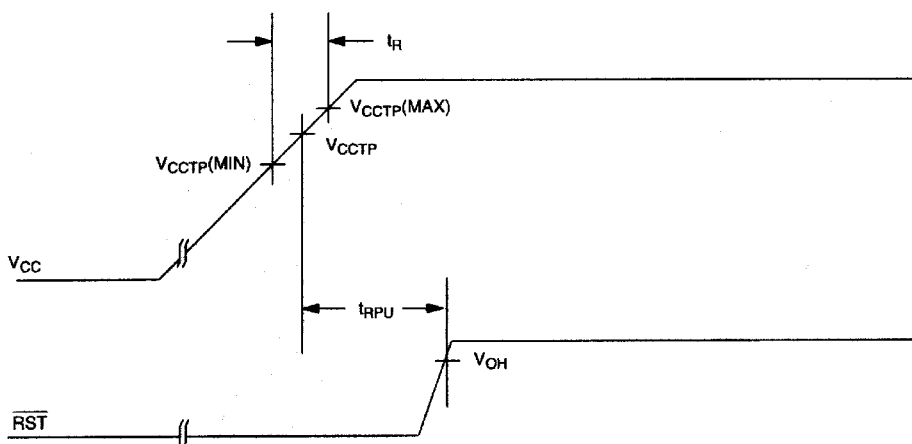 tR
VCCTP(MAX)
VCCTP
VCCTP(MIN)
VCC
tRPU
VOH
RST